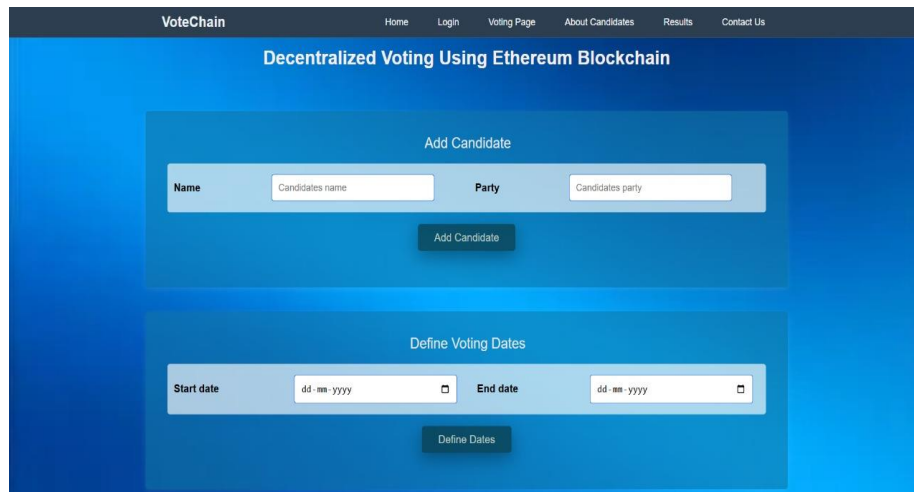 VoteChain Home Login Voting Page About Candidates Results Contact Us
Decentralized Voting Using Ethereum Blockchain
Add Candidate
Name Candidates name Party Candidates party
Add Candidate
Define Voting Dates
Start date dd-mm-yyyy End date dd-mm-yyyy
Define Dates